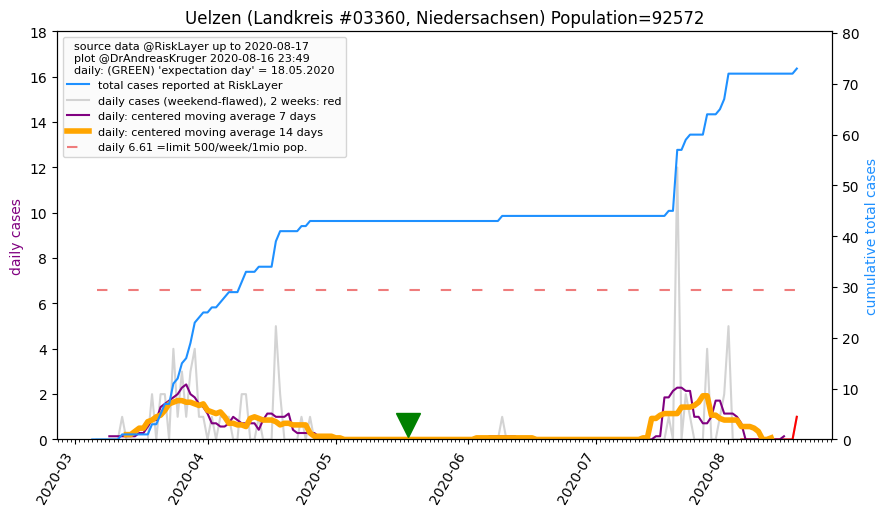 Uelzen (Landkreis #03360, Niedersachsen) Population=92572
source data @RiskLayer up to 2020-08-17
plot @DrAndreasKruger 2020-08-16 23:49
daily: (GREEN) 'expectation day' = 18.05.2020
total cases reported at RiskLayer
daily cases (weekend-flawed), 2 weeks: red
daily: centered moving average 7 days
daily: centered moving average 14 days
daily 6.61 =limit 500/week/1mio pop.
daily cases
18
16
14
12
10
8
6
4
2
0
80
70
60
50
40
30
20
10
0
cumulative total cases
2020-03
2020-04
2020-05
2020-06
2020-07
2020-08